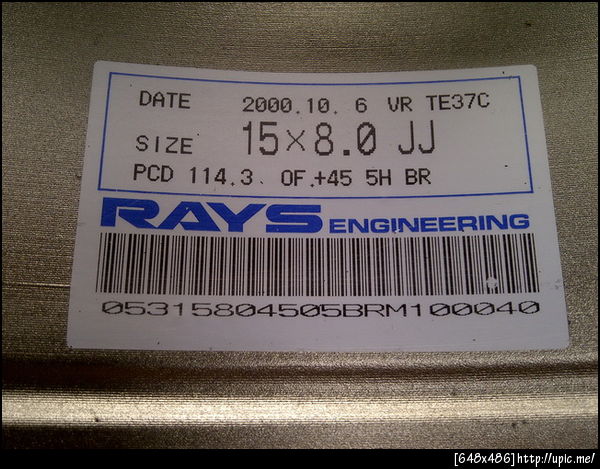 DATE 2000.10. 6 VR TE37C
SIZE 15×8.0 JJ
PCD 114.3 OF.+45 5H BR
RAYS ENGINEERING
05315804505BRM100040
[648x486]http://upic.me/